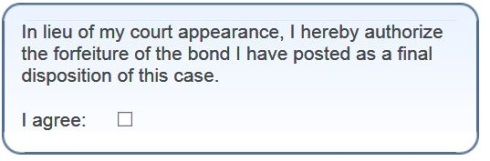 In lieu of my court appearance, I hereby authorize
the forfeiture of the bond I have posted as a final
disposition of this case.
I agree: